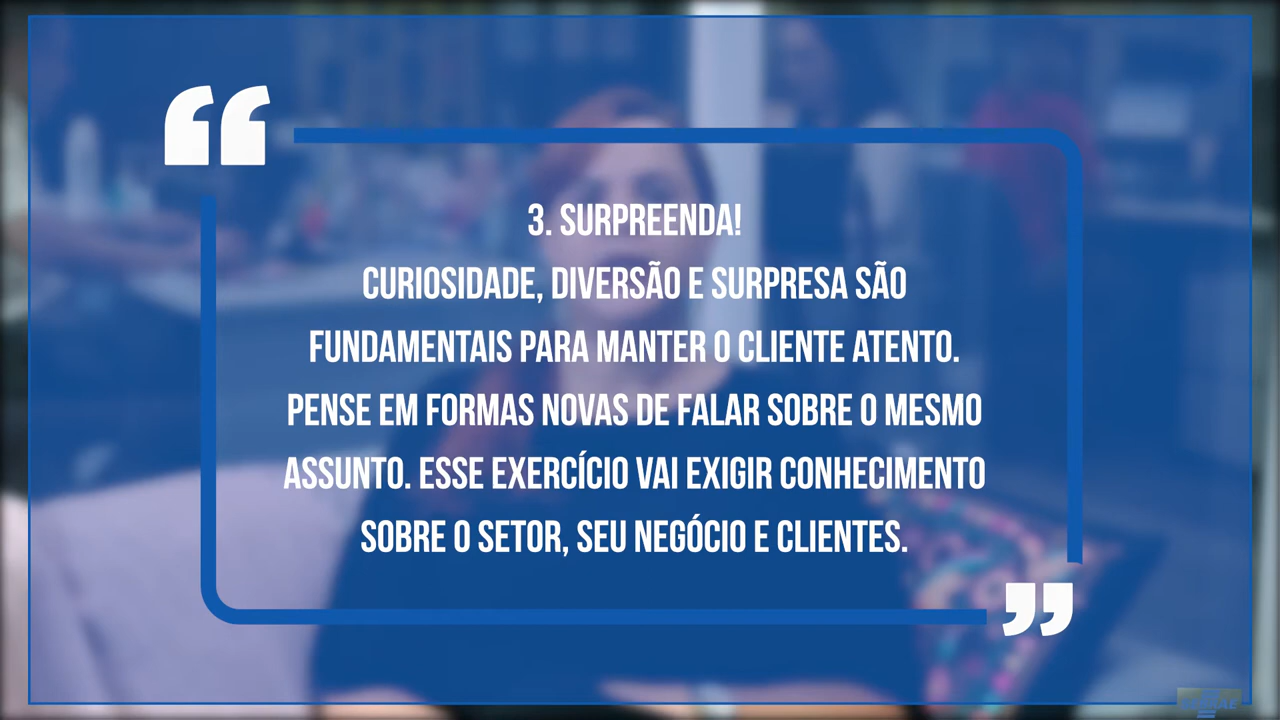 3. SURPREENDA!
CURIOSIDADE, DIVERSÃO E SURPRESA SÃO
FUNDAMENTAIS PARA MANTER O CLIENTE ATENTO.
PENSE EM FORMAS NOVAS DE FALAR SOBRE O MESMO
ASSUNTO. ESSE EXERCÍCIO VAI EXIGIR CONHECIMENTO
SOBRE O SETOR, SEU NEGÓCIO E CLIENTES.